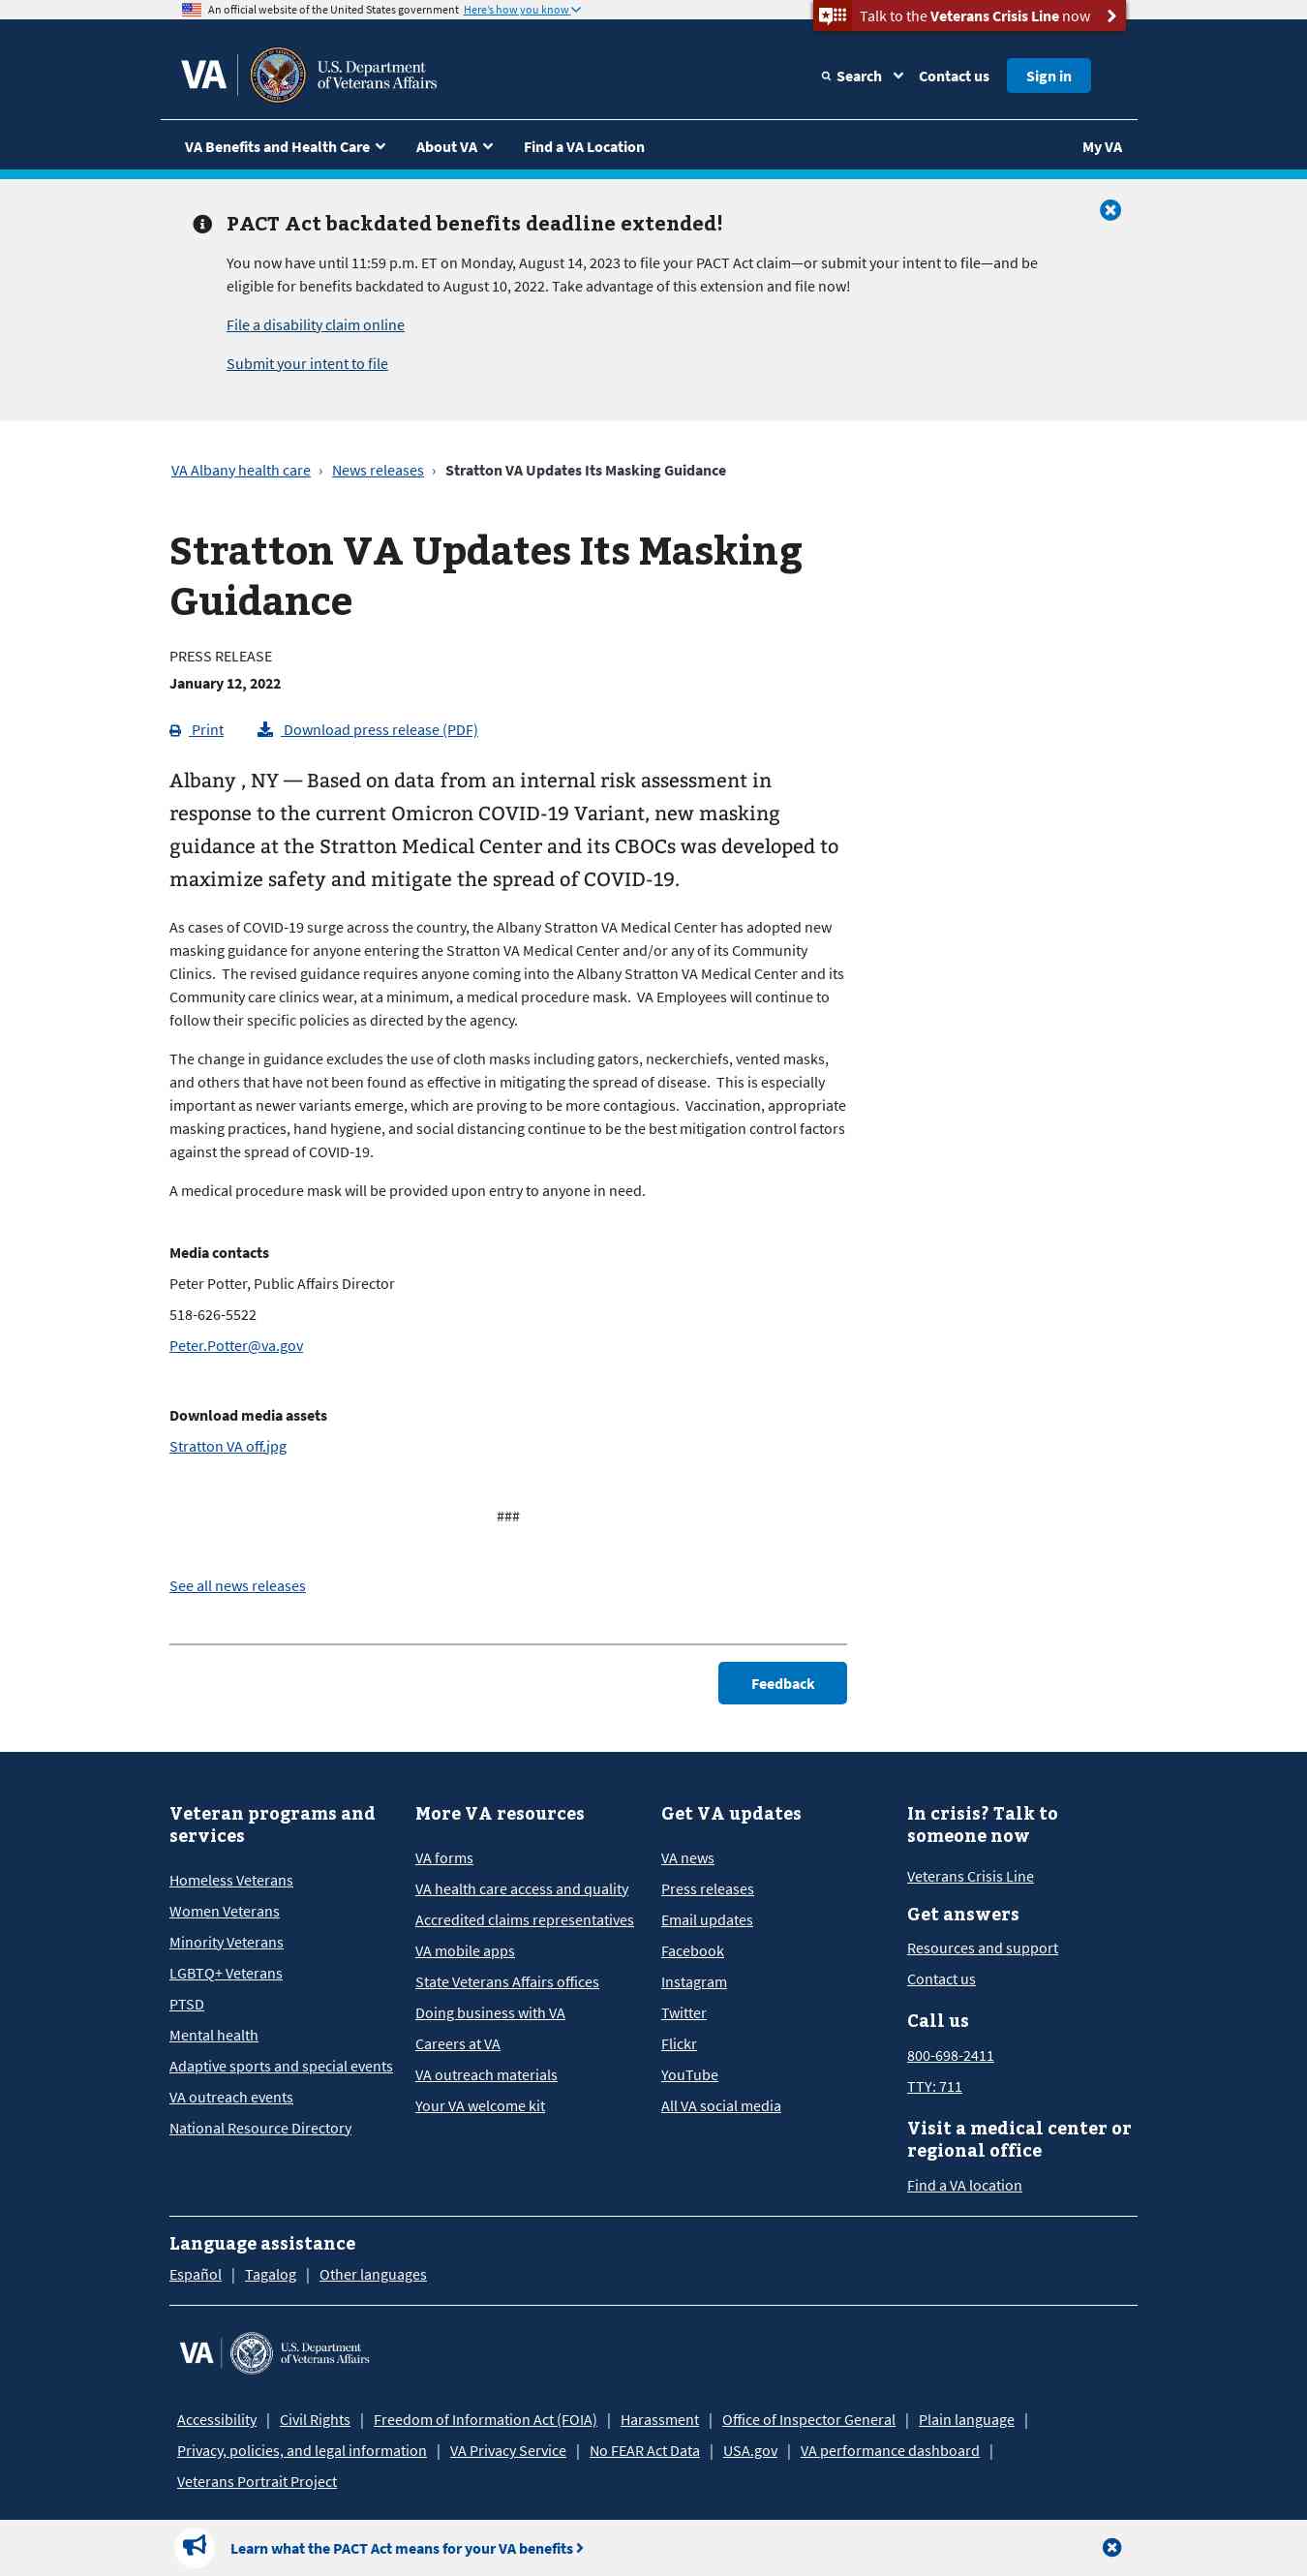 An official website of the United States government Here's how you know
Talk to the Veterans Crisis Line now
VA
U.S. Department
of Veterans Affairs
Search
Contact us
Sign in
VA Benefits and Health Care
About VA
Find a VA Location
My VA
PACT Act backdated benefits deadline extended!
You now have until 11:59 p.m. ET on Monday, August 14, 2023 to file your PACT Act claim—or submit your intent to file—and be
eligible for benefits backdated to August 10, 2022. Take advantage of this extension and file now!
File a disability claim online
Submit your intent to file
VA Albany health care › News releases › Stratton VA Updates Its Masking Guidance
Stratton VA Updates Its Masking
Guidance
PRESS RELEASE
January 12, 2022
Print
Download press release (PDF)
Albany , NY — Based on data from an internal risk assessment in
response to the current Omicron COVID-19 Variant, new masking
guidance at the Stratton Medical Center and its CBOCs was developed to
maximize safety and mitigate the spread of COVID-19.
As cases of COVID-19 surge across the country, the Albany Stratton VA Medical Center has adopted new
masking guidance for anyone entering the Stratton VA Medical Center and/or any of its Community
Clinics.  The revised guidance requires anyone coming into the Albany Stratton VA Medical Center and its
Community care clinics wear, at a minimum, a medical procedure mask.  VA Employees will continue to
follow their specific policies as directed by the agency.
The change in guidance excludes the use of cloth masks including gators, neckerchiefs, vented masks,
and others that have not been found as effective in mitigating the spread of disease.  This is especially
important as newer variants emerge, which are proving to be more contagious.  Vaccination, appropriate
masking practices, hand hygiene, and social distancing continue to be the best mitigation control factors
against the spread of COVID-19.
A medical procedure mask will be provided upon entry to anyone in need.
Media contacts
Peter Potter, Public Affairs Director
518-626-5522
Peter.Potter@va.gov
Download media assets
Stratton VA off.jpg
###
See all news releases
Feedback
Veteran programs and
services
Homeless Veterans
Women Veterans
Minority Veterans
LGBTQ+ Veterans
PTSD
Mental health
Adaptive sports and special events
VA outreach events
National Resource Directory
More VA resources
VA forms
VA health care access and quality
Accredited claims representatives
VA mobile apps
State Veterans Affairs offices
Doing business with VA
Careers at VA
VA outreach materials
Your VA welcome kit
Get VA updates
VA news
Press releases
Email updates
Facebook
Instagram
Twitter
Flickr
YouTube
All VA social media
In crisis? Talk to
someone now
Veterans Crisis Line
Get answers
Resources and support
Contact us
Call us
800-698-2411
TTY: 711
Visit a medical center or
regional office
Find a VA location
Language assistance
Español | Tagalog | Other languages
VA
U.S. Department
of Veterans Affairs
Accessibility | Civil Rights | Freedom of Information Act (FOIA) | Harassment | Office of Inspector General | Plain language |
Privacy, policies, and legal information | VA Privacy Service | No FEAR Act Data | USA.gov | VA performance dashboard |
Veterans Portrait Project
Learn what the PACT Act means for your VA benefits